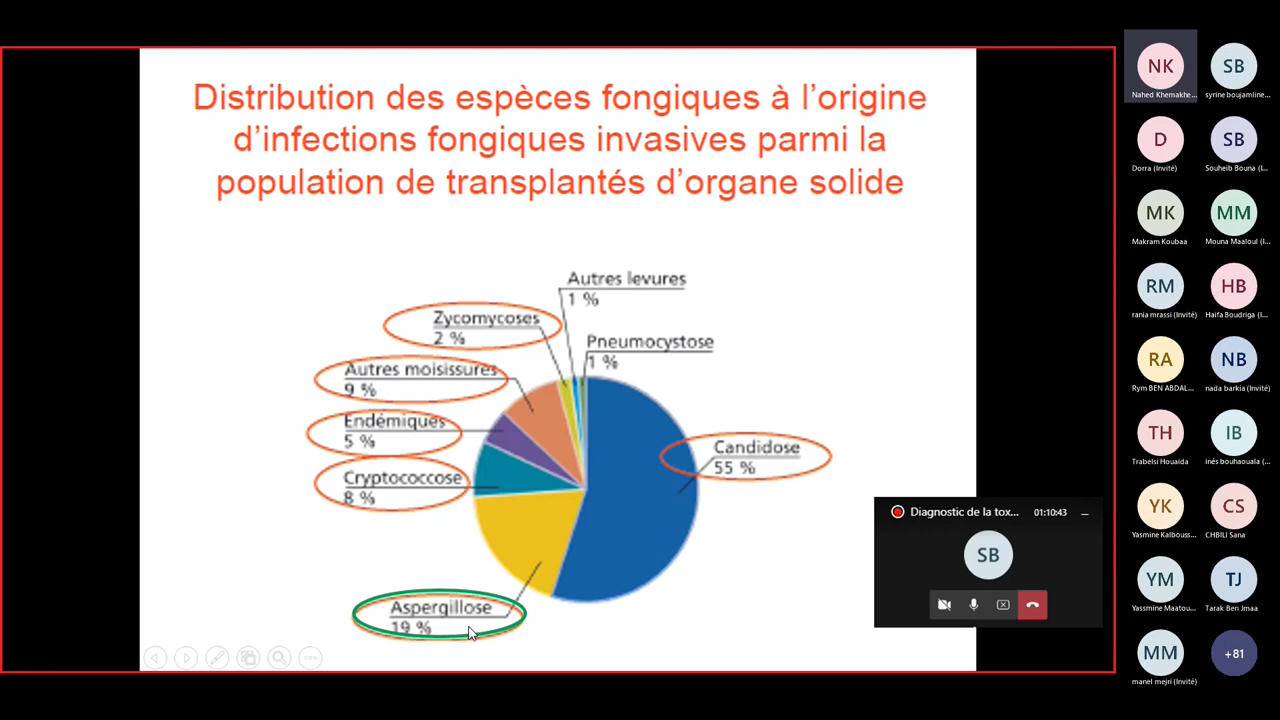 Distribution des espèces fongiques à l’origine
d’infections fongiques invasives parmi la
population de transplantés d’organe solide
Autres levures
1 %
Zycomycoses
2 %
Pneumocystose
1 %
Autres moisissures
9 %
Endémiques
5 %
Candidose
55 %
Cryptococcose
8 %
Aspergillose
19 %
Diagnostic de la tox...
01:10:43
SB
NK
Nahed Khemakhe...
SB
syrine boujamline...
D
Dorra (Invité)
SB
Souheib Bouna (I...
MK
Makram Koubaa
MM
Mouna Maaloul (I...
RM
rania mrassi (Invité)
HB
Haifa Boudriga (I...
RA
Rym BEN ABDAL...
NB
nada barkia (Invité)
TH
Trabelsi Houaida
IB
inés bouhaouala (...
YK
Yasmine Kalbouss...
CS
CHBILI Sana
YM
Yassmine Maatou...
TJ
Tarak Ben Jmaa
MM
manel mejri (Invité)
+81